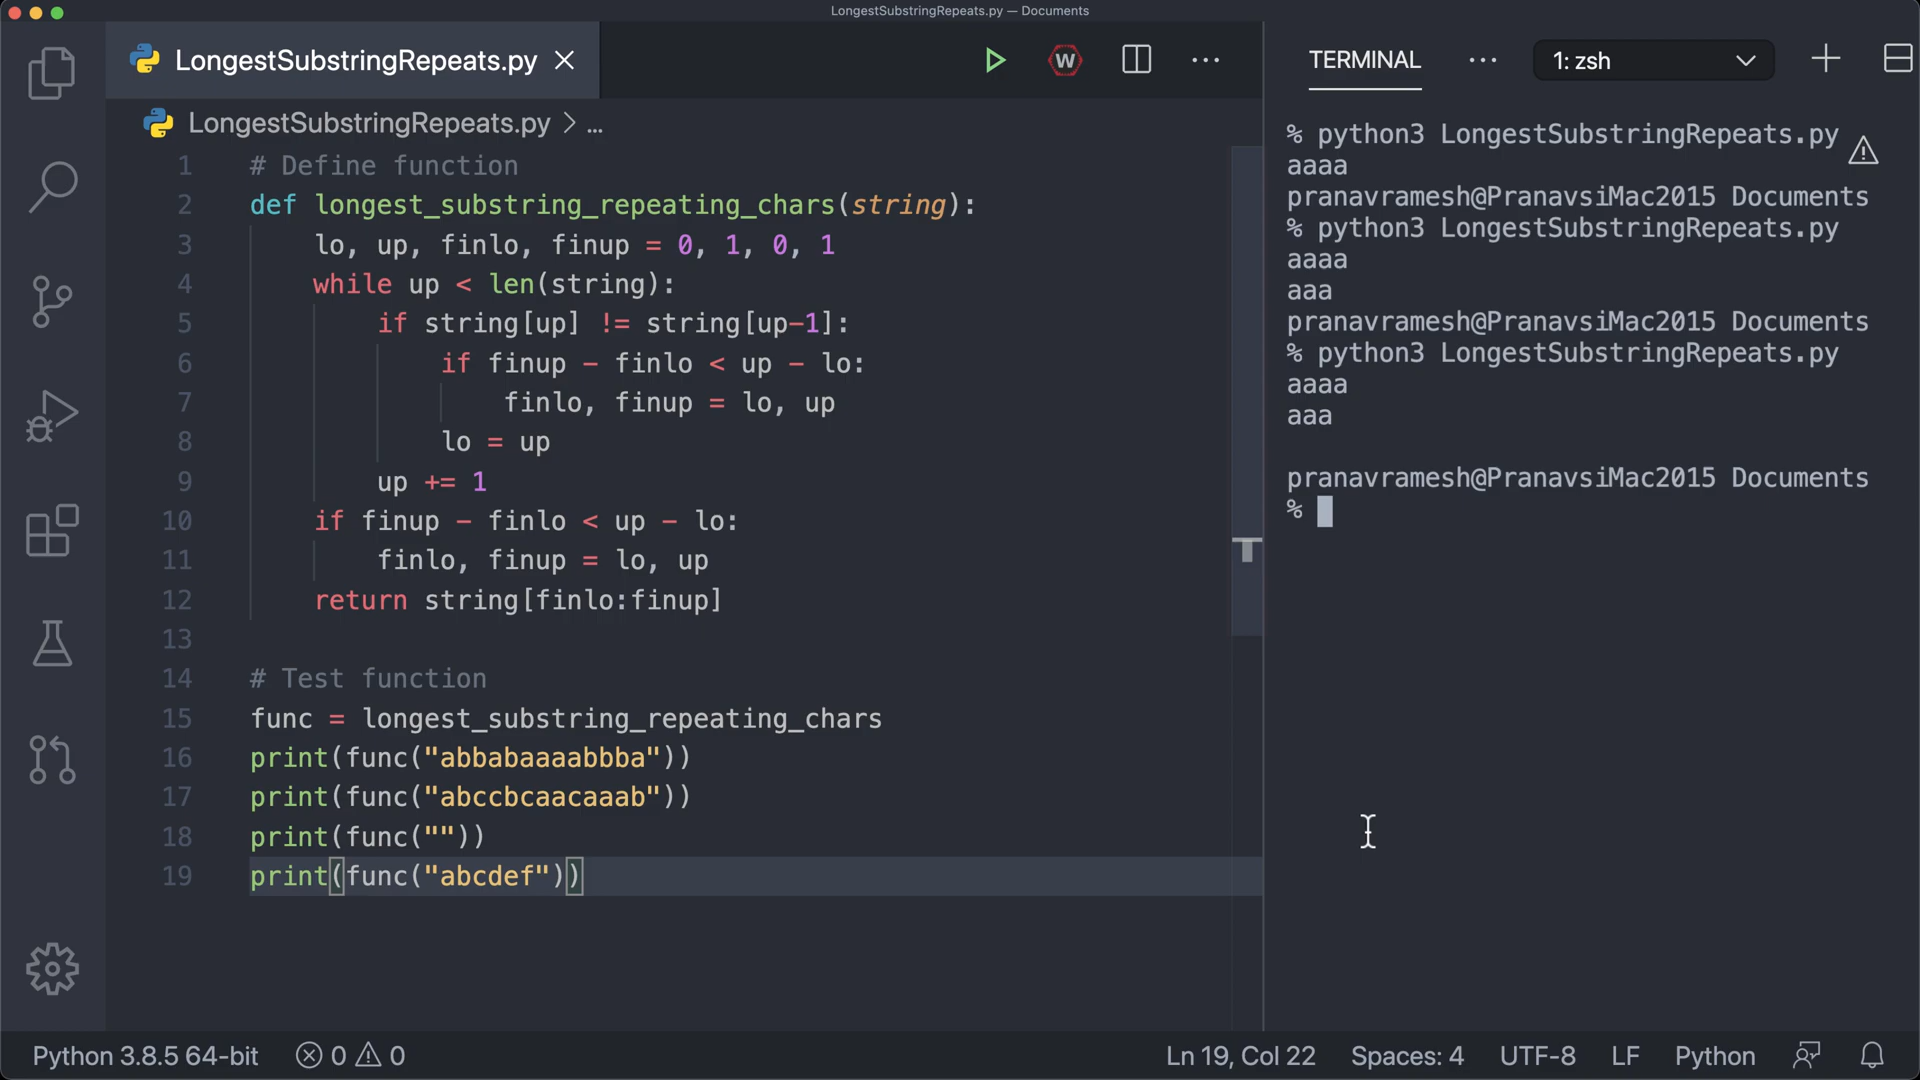 LongestSubstringRepeats.py — Documents
LongestSubstringRepeats.py
LongestSubstringRepeats.py > ...
1 # Define function
2 def longest_substring_repeating_chars(string):
3 lo, up, finlo, finup = 0, 1, 0, 1
4 while up < len(string):
5 if string[up] != string[up-1]:
6 if finup - finlo < up - lo:
7 finlo, finup = lo, up
8 lo = up
9 up += 1
10 if finup - finlo < up - lo:
11 finlo, finup = lo, up
12 return string[finlo:finup]
13
14 # Test function
15 func = longest_substring_repeating_chars
16 print(func("abbabaaaabbba"))
17 print(func("abccbcaacaaab"))
18 print(func(""))
19 print(func("abcdef"))
W
TERMINAL ... 1: zsh
% python3 LongestSubstringRepeats.py
aaaa
pranavramesh@PranavsiMac2015 Documents
% python3 LongestSubstringRepeats.py
aaaa
aaa
pranavramesh@PranavsiMac2015 Documents
% python3 LongestSubstringRepeats.py
aaaa
aaa
pranavramesh@PranavsiMac2015 Documents
%
Python 3.8.5 64-bit 0 0 Ln 19, Col 22 Spaces: 4 UTF-8 LF Python